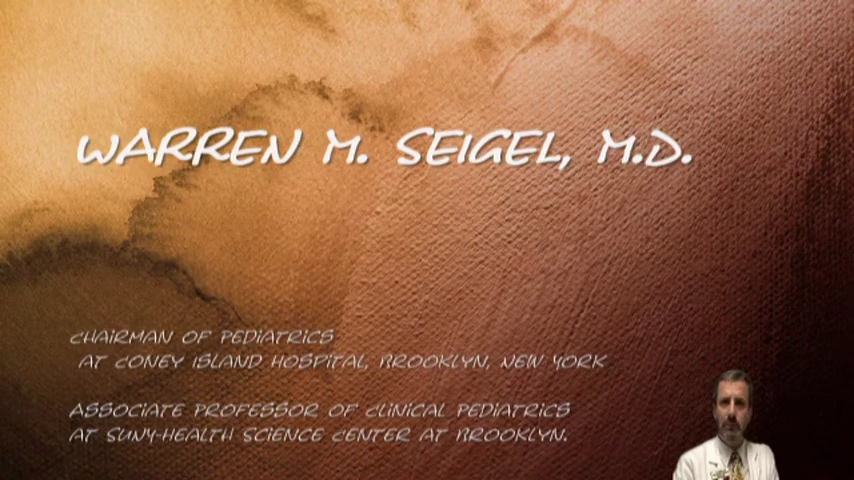 WARREN M. SEIGEL, M.D.
CHAIRMAN OF PEDIATRICS
AT CONEY ISLAND HOSPITAL, BROOKLYN, NEW YORK
ASSOCIATE PROFESSOR OF CLINICAL PEDIATRICS
AT SUNY-HEALTH SCIENCE CENTER AT BROOKLYN.